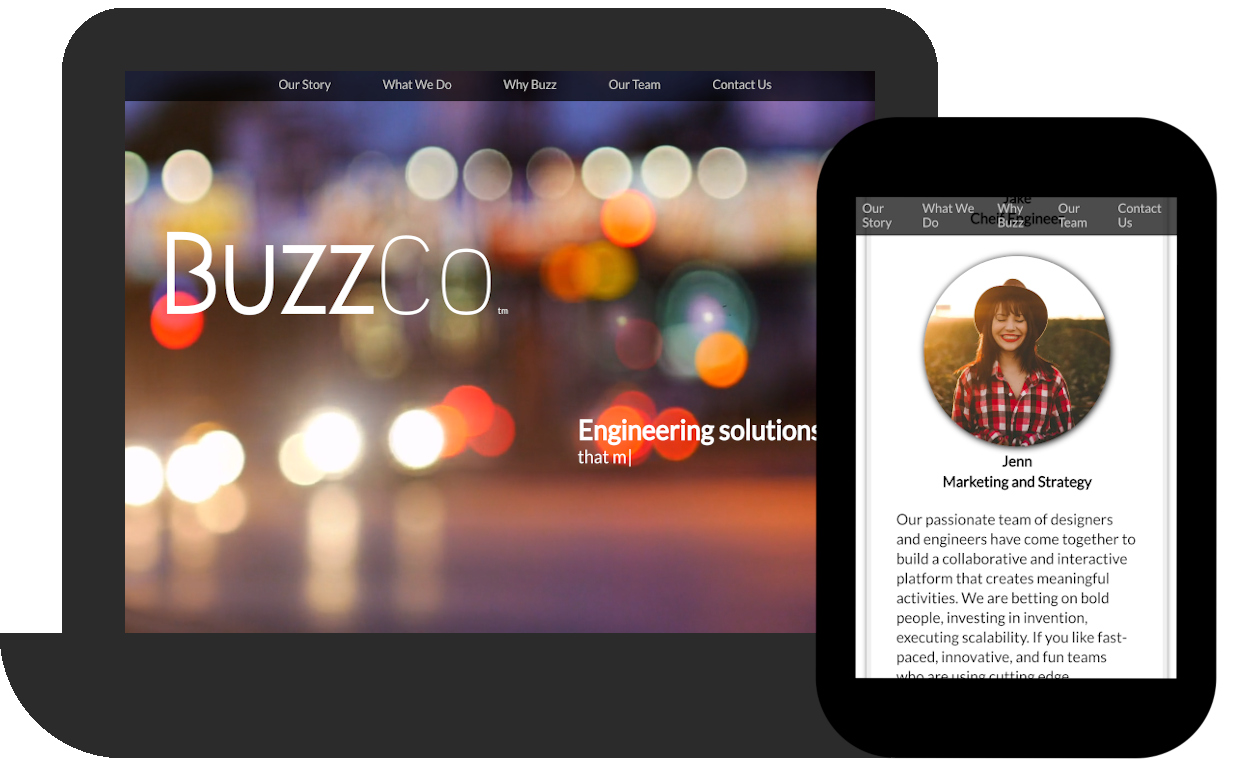 Our Story What We Do Why Buzz Our Team Contact Us
BuzzCo tm
Engineering solutions
that m|
Jake
Cheif Engineer
Our Story What We Do Why Buzz Our Team Contact Us
Jenn
Marketing and Strategy
Our passionate team of designers
and engineers have come together to
build a collaborative and interactive
platform that creates meaningful
activities. We are betting on bold
people, investing in invention,
executing scalability. If you like fast-
paced, innovative, and fun teams
who are using cutting edge